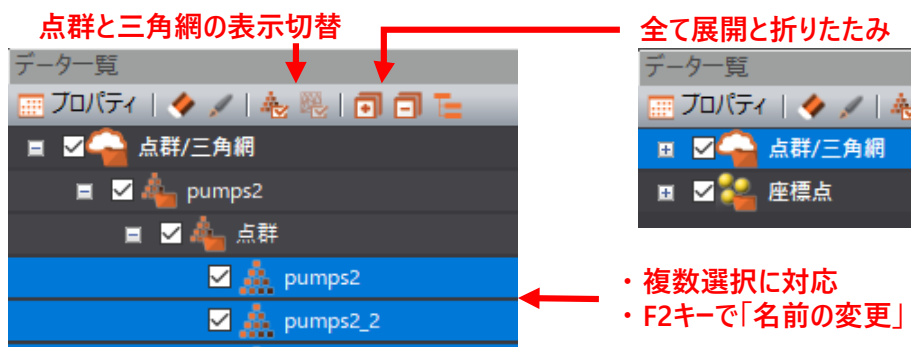 点群と三角網の表示切替
全て展開と折りたたみ
データ一覧
プロパティ
点群/三角網
pumps2
点群
pumps2
pumps2_2
データ一覧
プロパティ
点群/三角網
座標点
・複数選択に対応
・F2キーで「名前の変更」